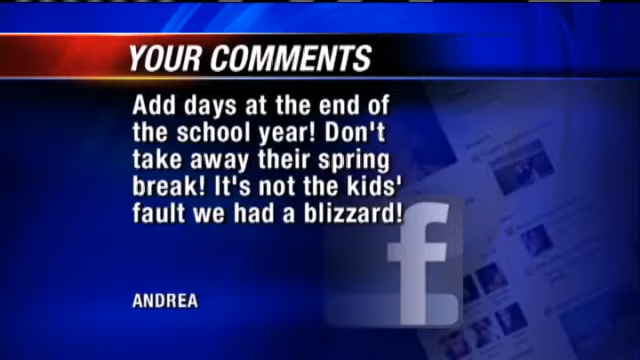 YOUR COMMENTS
Add days at the end of
the school year! Don't
take away their spring
break! It's not the kids'
fault we had a blizzard!
f
ANDREA